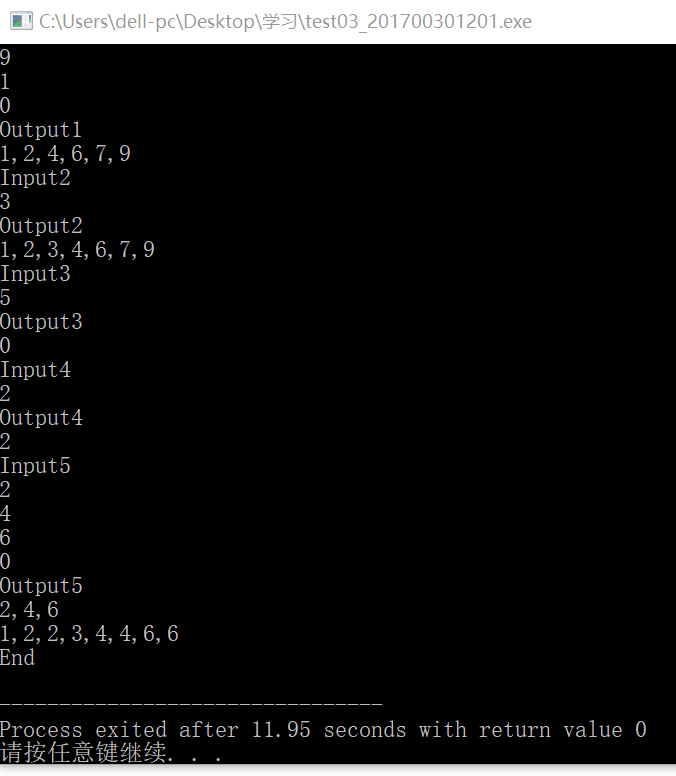 C:\Users\dell-pc\Desktop\学习\test03_201700301201.exe
9
1
0
Output1
1,2,4,6,7,9
Input2
3
Output2
1,2,3,4,6,7,9
Input3
5
Output3
0
Input4
2
Output4
2
Input5
2
4
6
0
Output5
2,4,6
1,2,2,3,4,4,6,6
End
--------------------------------
Process exited after 11.95 seconds with return value 0
请按任意键继续. . .